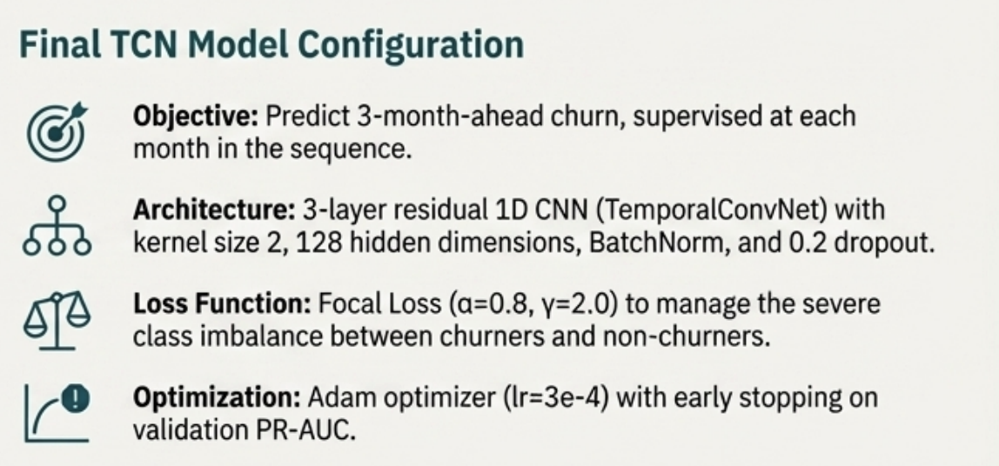 Final TCN Model Configuration
Objective: Predict 3-month-ahead churn, supervised at each
month in the sequence.
Architecture: 3-layer residual 1D CNN (TemporalConvNet) with
kernel size 2, 128 hidden dimensions, BatchNorm, and 0.2 dropout.
Loss Function: Focal Loss (α=0.8, γ=2.0) to manage the severe
class imbalance between churners and non-churners.
Optimization: Adam optimizer (lr=3e-4) with early stopping on
validation PR-AUC.